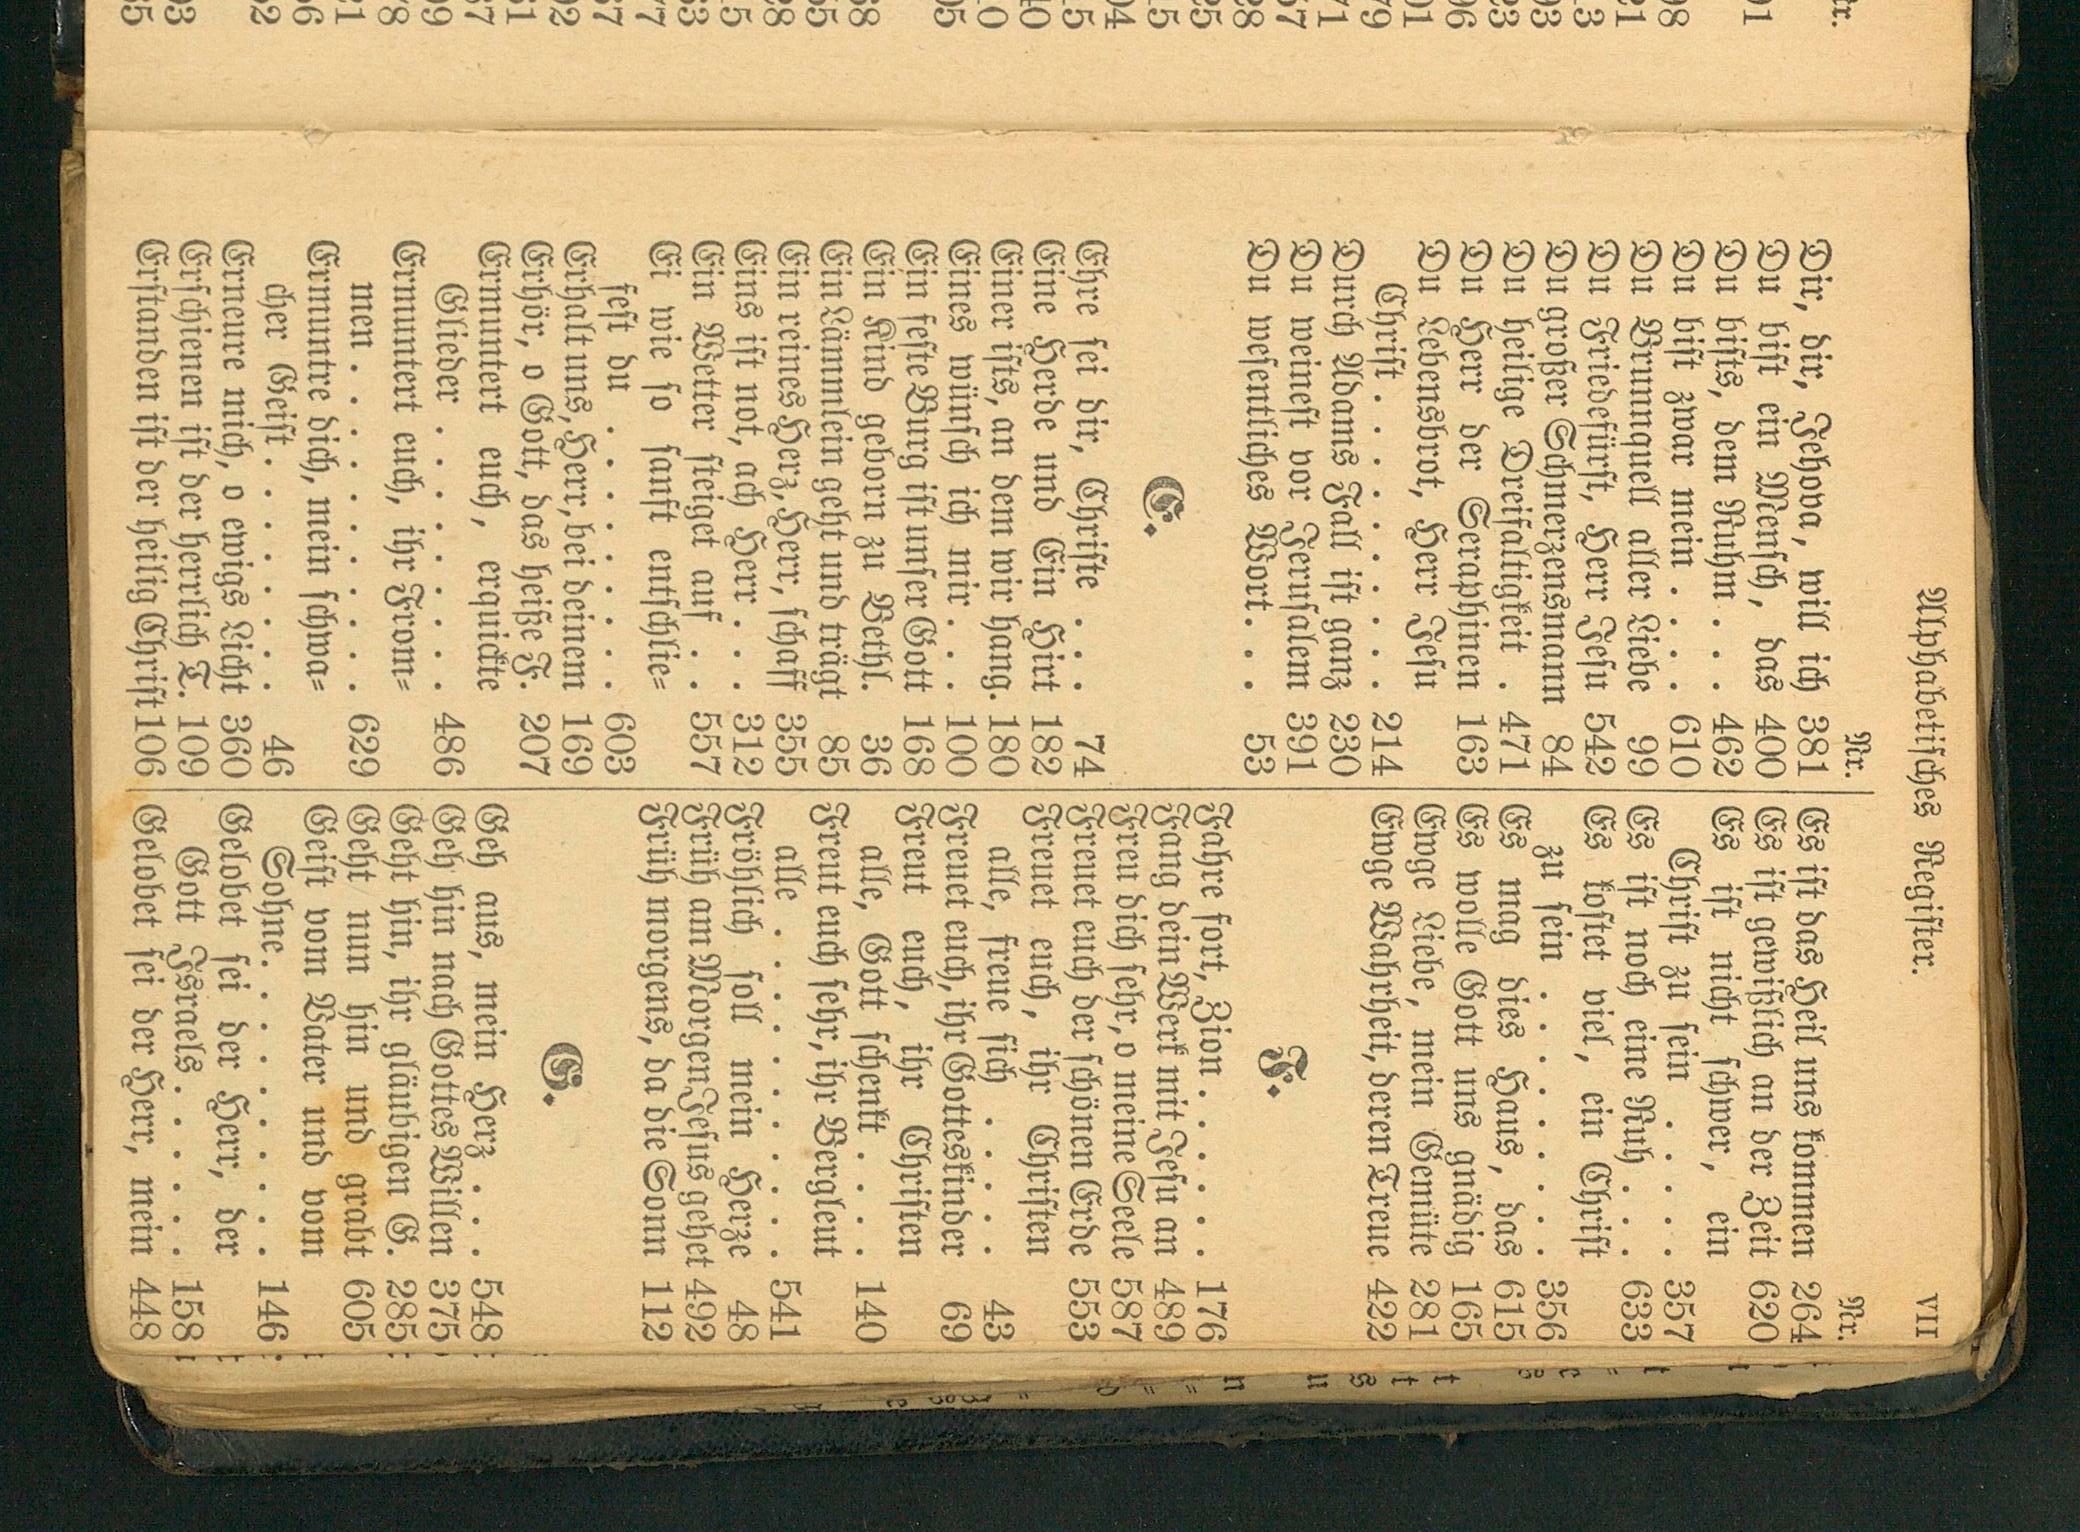 Alphabetisches Register. VII
Nr.
Dir, dir, Jehova, will ich 381
Du bist ein Mensch, das 400
Du bists, dem Ruhm . . . 462
Du bist zwar mein . . . . 610
Du Brunnquell aller Liebe 99
Du Friedefürst, Herr Jesu 542
Du großer Schmerzensmann 84
Du heilige Dreifaltigkeit . 471
Du Herr der Seraphinen 163
Du Lebensbrot, Herr Jesu
Christ . . . . . . . . 214
Durch Adams Fall ist ganz 230
Du weinest vor Jerusalem 391
Du wesentliches Wort . . . 53
E.
Ehre sei dir, Christe . . . 74
Eine Herde und Ein Hirt 182
Einer ists, an dem wir hang. 180
Eines wünsch ich mir . . . 100
Ein feste Burg ist unser Gott 168
Ein Kind geborn zu Bethl. 36
Ein Lämmlein geht und trägt 85
Ein reines Herz, Herr, schaff 355
Eins ist not, ach Herr . . . 312
Ein Wetter steiget auf . . . 557
Ei wie so sanft entschlie-
fest du . . . . . . . . 603
Erhalt uns, Herr, bei deinem 169
Erhör, o Gott, das heiße F. 207
Ermuntert euch, erquickte
Glieder . . . . . . . 486
Ermuntert euch, ihr From-
men . . . . . . . . . 629
Ermuntre dich, mein schwa-
cher Geist . . . . . . . 46
Erneure mich, o ewigs Licht 360
Erschienen ist der herrlich T. 109
Erstanden ist der heilig Christ 106
Nr.
Es ist das Heil uns kommen 264
Es ist gewißlich an der Zeit 620
Es ist nicht schwer, ein
Christ zu sein . . . . . 357
Es ist noch eine Ruh . . . 633
Es kostet viel, ein Christ
zu sein . . . . . . . . 356
Es mag dies Haus, das 615
Es wolle Gott uns gnädig 165
Ewge Liebe, mein Gemüte 281
Ewge Wahrheit, deren Treue 422
F.
Fahre fort, Zion . . . . . 176
Fang dein Werk mit Jesu an 489
Freu dich sehr, o meine Seele 587
Freuet euch der schönen Erde 553
Freuet euch, ihr Christen
alle, freue sich . . . . . 43
Freuet euch, ihr Gotteskinder 69
Freut euch, ihr Christen
alle, Gott schenkt . . . . 140
Freut euch sehr, ihr Bergleut
alle . . . . . . . . . 541
Fröhlich soll mein Herze 48
Früh am Morgen Jesus gehet 492
Früh morgens, da die Sonn 112
G.
Geh aus, mein Herz . . . 548
Geh hin nach Gottes Willen 375
Geht hin, ihr gläubigen G. 285
Geht nun hin und grabt 605
Geist vom Vater und vom
Sohne . . . . . . . . 146
Gelobet sei der Herr, der
Gott Israels . . . . . . 158
Gelobet sei der Herr, mein 448